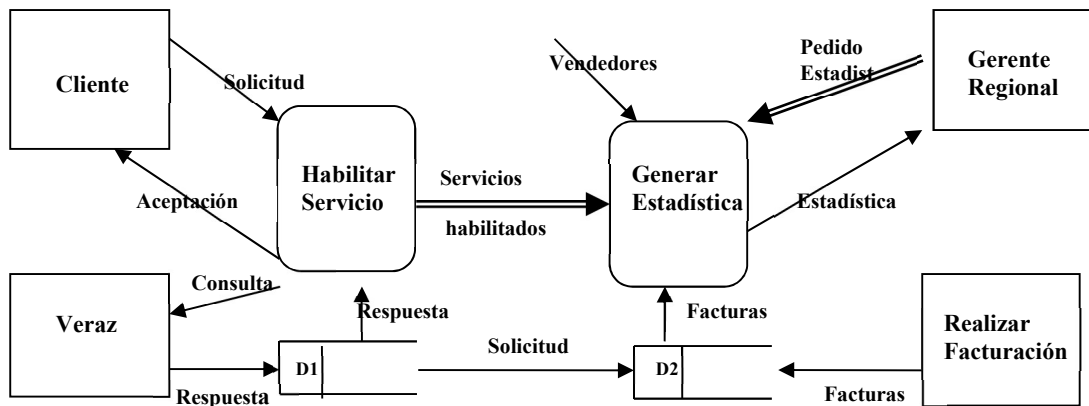 Cliente
Solicitud
Vendedores
Pedido
Estadist
Gerente
Regional
Habilitar
Servicio
Servicios
habilitados
Generar
Estadística
Aceptación
Estadística
Consulta
Veraz
Respuesta
Facturas
Realizar
Facturación
D1
Solicitud
D2
Respuesta
Facturas